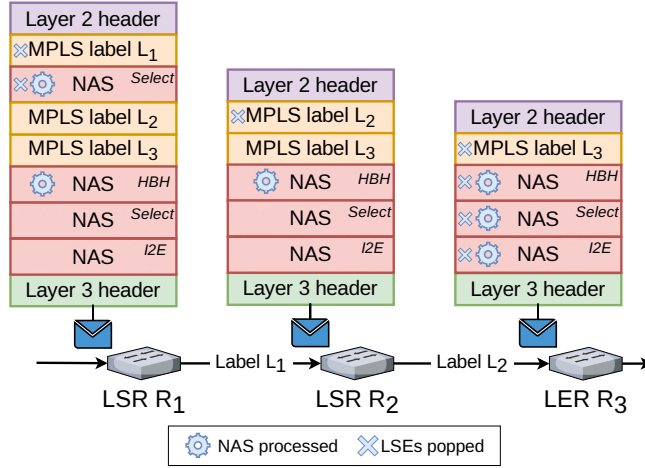 Layer 2 header
MPLS label L1
NAS Select
MPLS label L2
MPLS label L3
NAS HBH
NAS Select
NAS I2E
Layer 3 header
Layer 2 header
MPLS label L2
MPLS label L3
NAS HBH
NAS Select
NAS I2E
Layer 3 header
Layer 2 header
MPLS label L3
NAS HBH
NAS Select
NAS I2E
Layer 3 header
Label L1
Label L2
LSR R1
LSR R2
LER R3
NAS processed
LSEs popped